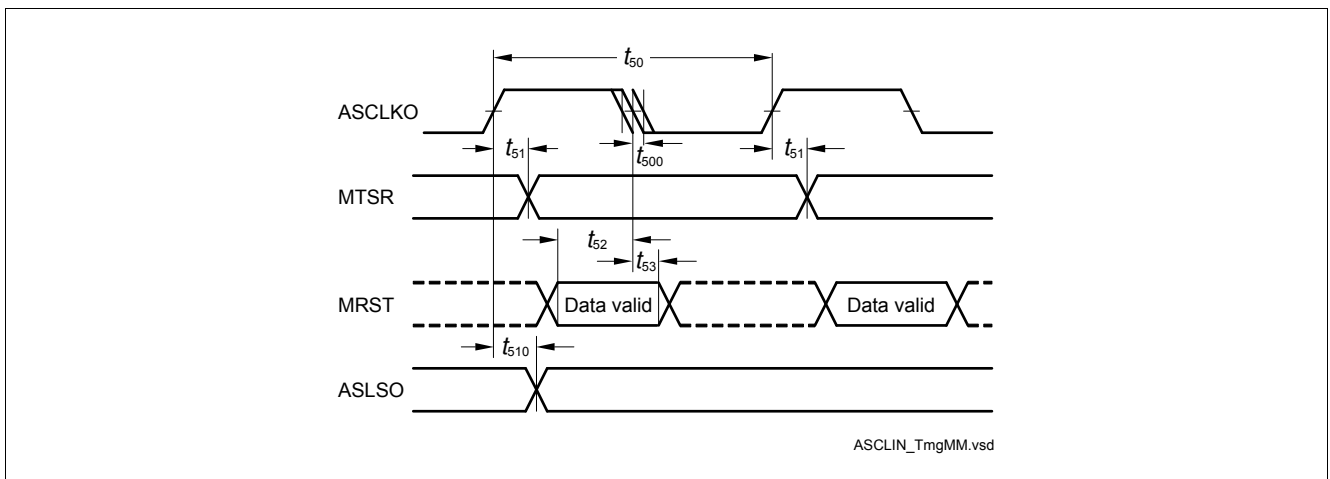 t50
ASCLKO
t51
t500
t51
MTSR
t52
t53
MRST
Data valid
Data valid
t510
ASLSO
ASCLIN_TmgMM.vsd